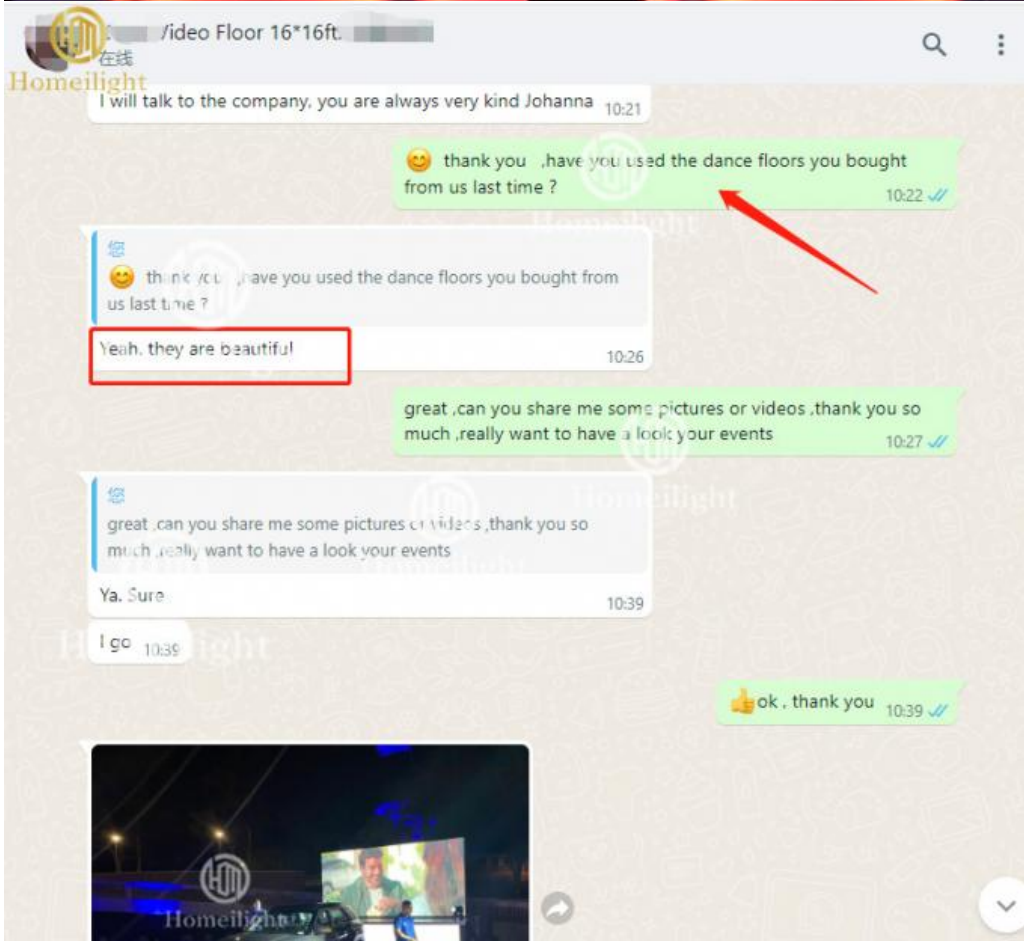 Video Floor 16*16ft.
在线
Homeilight
I will talk to the company, you are always very kind Johanna 10:21
😊 thank you ,have you used the dance floors you bought
from us last time ? 10:22
Homeilight
您
😊 thank you ,have you used the dance floors you bought from
us last time ?
Yeah, they are beautiful 10:26
great ,can you share me some pictures or videos ,thank you so
much ,really want to have a look your events 10:27
Homeilight
您
great ,can you share me some pictures or videos ,thank you so
much ,really want to have a look your events
Homeilight
Ya. Sure 10:39
I go 10:39
Homeilight
👍ok , thank you 10:39
Homeilight